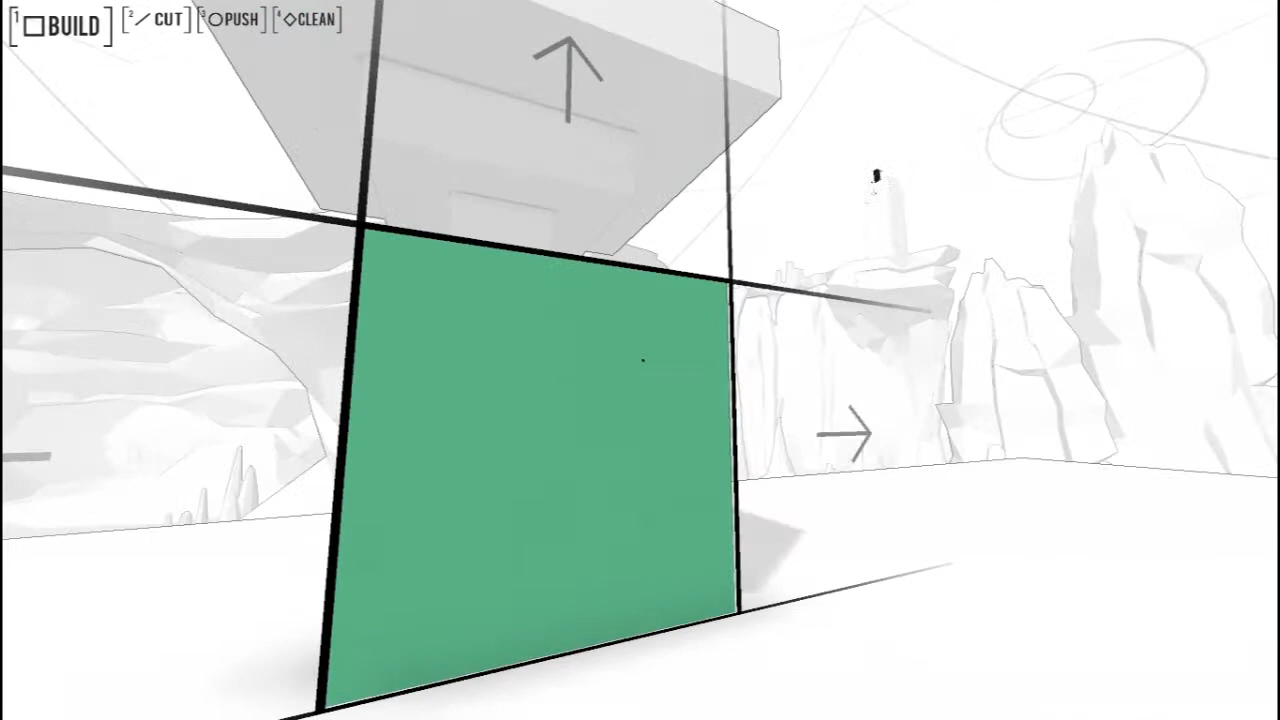 [1 □ BUILD] [2 / CUT] [3 ○ PUSH] [4 ◇ CLEAN]